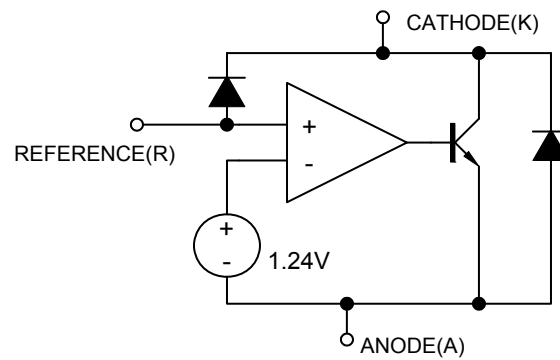 CATHODE(K)
+
REFERENCE(R)
-
+
-
1.24V
ANODE(A)